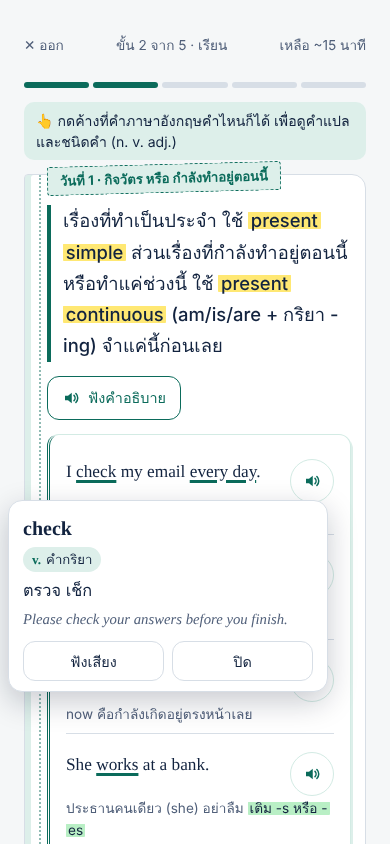 ✕ ออก
ขั้น 2 จาก 5 · เรียน
เหลือ ~15 นาที
👆 กดค้างที่คำภาษาอังกฤษคำไหนก็ได้ เพื่อดูคำแปล
และชนิดคำ (n. v. adj.)
วันที่ 1 · กิจวัตร หรือ กำลังทำอยู่ตอนนี้
เรื่องที่ทำเป็นประจำ ใช้ present
simple ส่วนเรื่องที่กำลังทำอยู่ตอนนี้
หรือทำแค่ช่วงนี้ ใช้ present
continuous (am/is/are + กริยา -
ing) จำแค่นี้ก่อนเลย
ฟังคำอธิบาย
I check my email every day.
check
v. คำกริยา
ตรวจ เช็ก
Please check your answers before you finish.
ฟังเสียง
ปิด
now คือกำลังเกิดอยู่ตรงหน้าเลย
She works at a bank.
ประธานคนเดียว (she) อย่าลืม เติม -s หรือ -
es